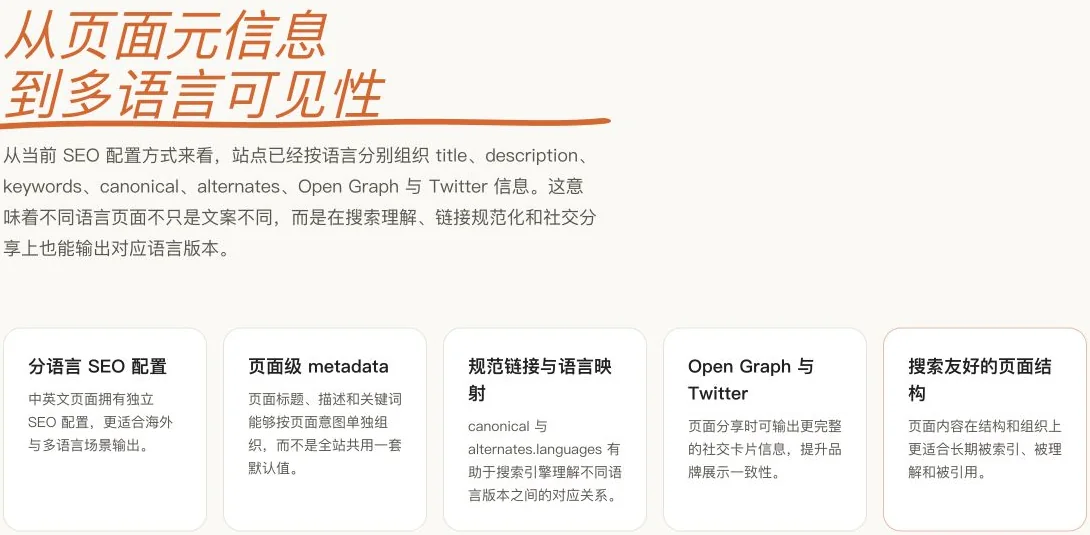 从页面元信息
到多语言可见性
从当前 SEO 配置方式来看，站点已经按语言分别组织 title、description、
keywords、canonical、alternates、Open Graph 与 Twitter 信息。这意
味着不同语言页面不只是文案不同，而是在搜索理解、链接规范化和社交分
享上也能输出对应语言版本。
分语言 SEO 配置
中英文页面拥有独立
SEO 配置，更适合海外
与多语言场景输出。
页面级 metadata
页面标题、描述和关键词
能够按页面意图单独组
织，而不是全站共用一套
默认值。
规范链接与语言映
射
canonical 与
alternates.languages 有
助于搜索引擎理解不同语
言版本之间的对应关系。
Open Graph 与
Twitter
页面分享时可输出更完整
的社交卡片信息，提升品
牌展示一致性。
搜索友好的页面结
构
页面内容在结构和组织上
更适合长期被索引、被理
解和被引用。